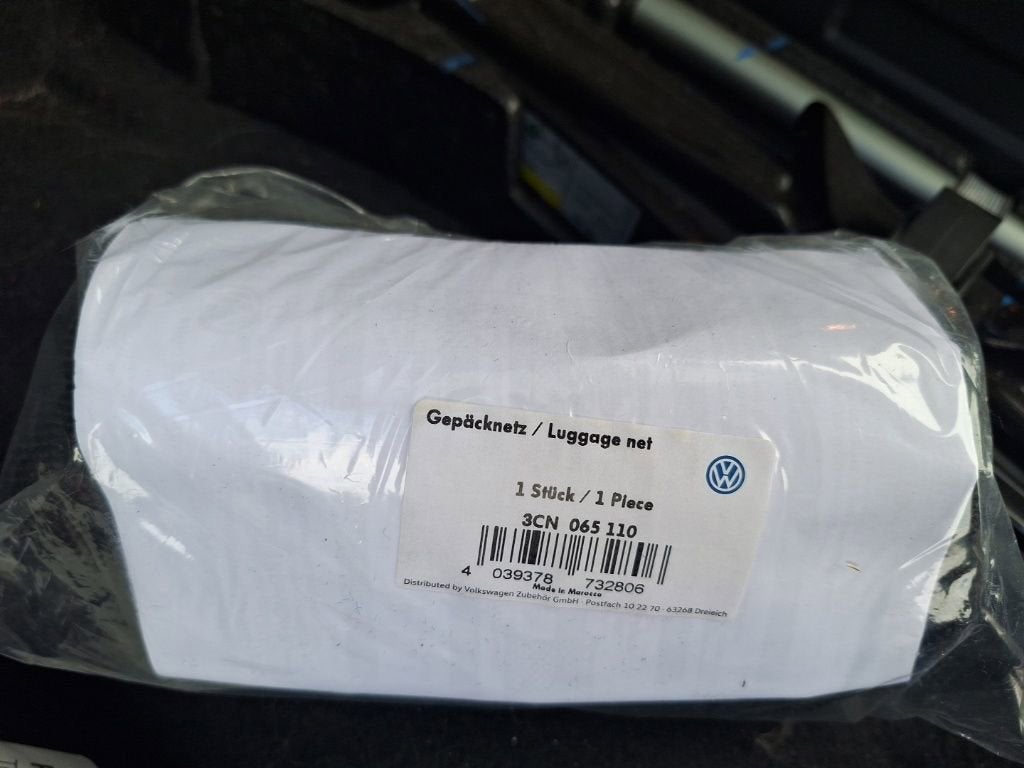 Gepäcknetz / Luggage net
1 Stück / 1 Piece
3CN 065 110
4 039378 732806
Made in Marocco
Distributed by Volkswagen Zubehör GmbH · Postfach 10 22 70 · 63268 Dreieich